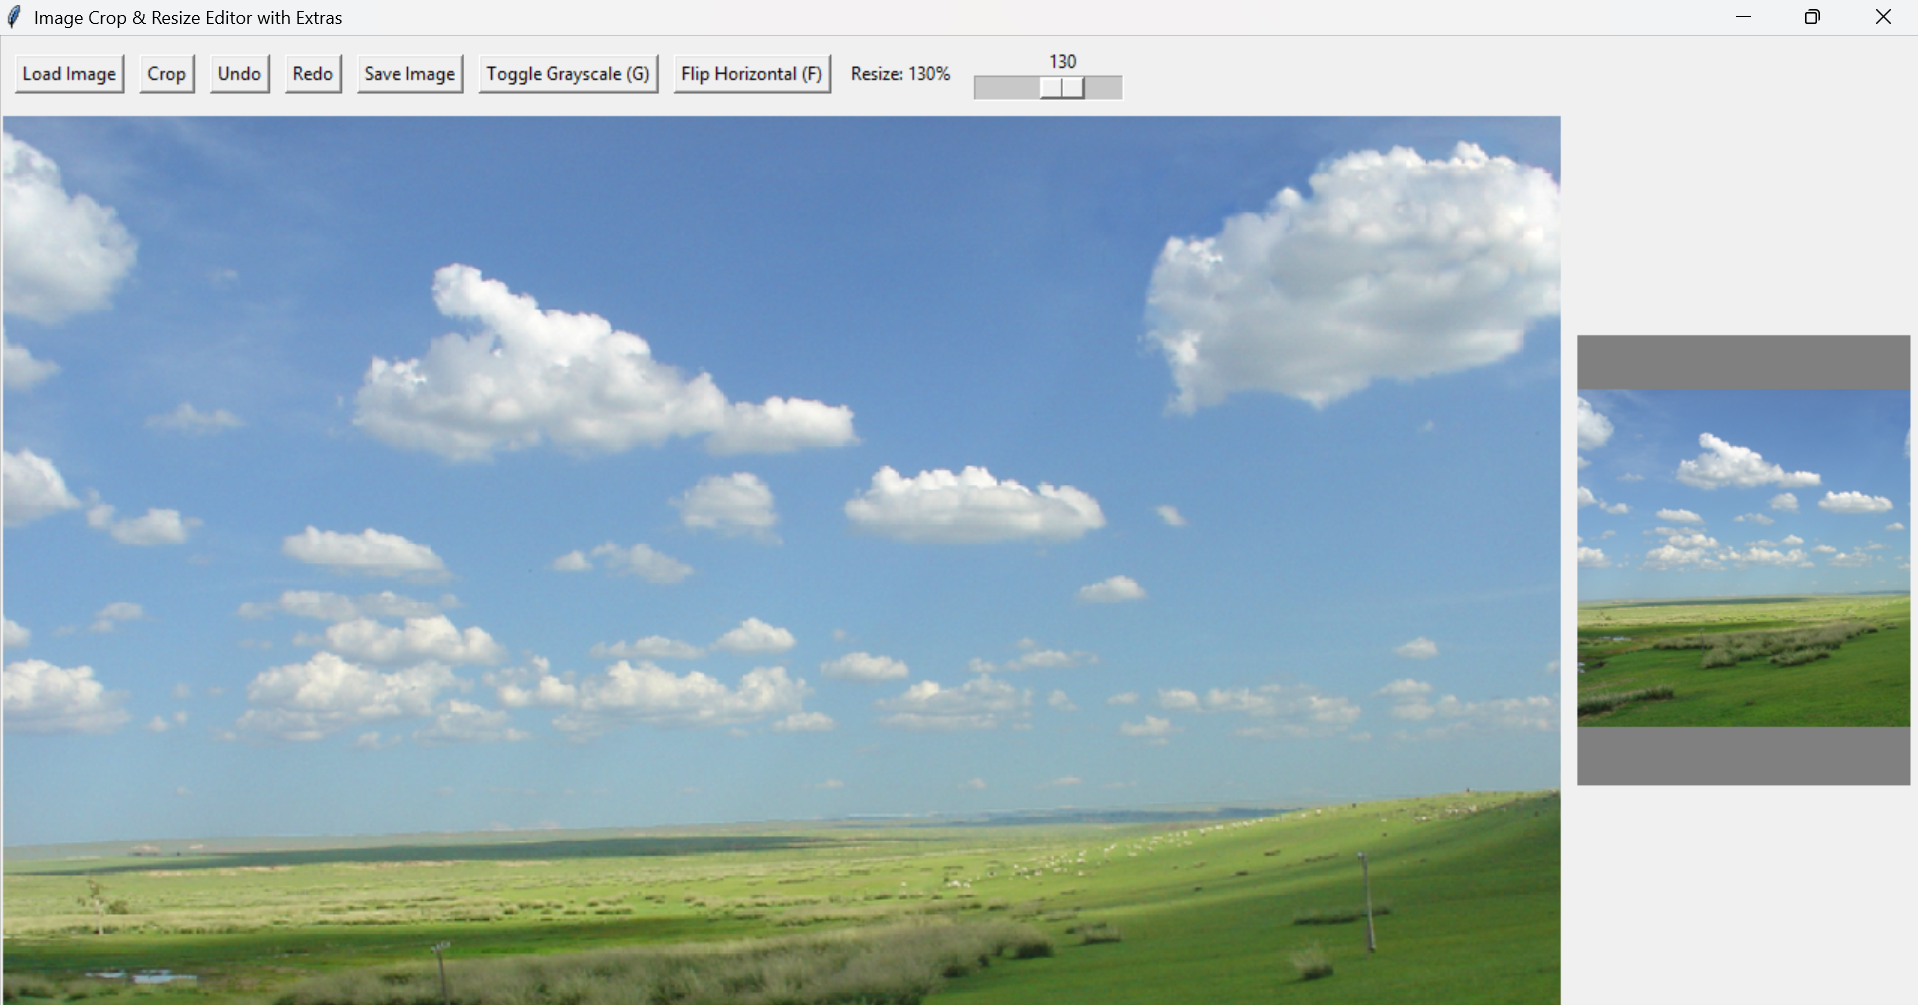 Image Crop & Resize Editor with Extras
Load Image Crop Undo Redo Save Image Toggle Grayscale (G) Flip Horizontal (F) Resize: 130% 130